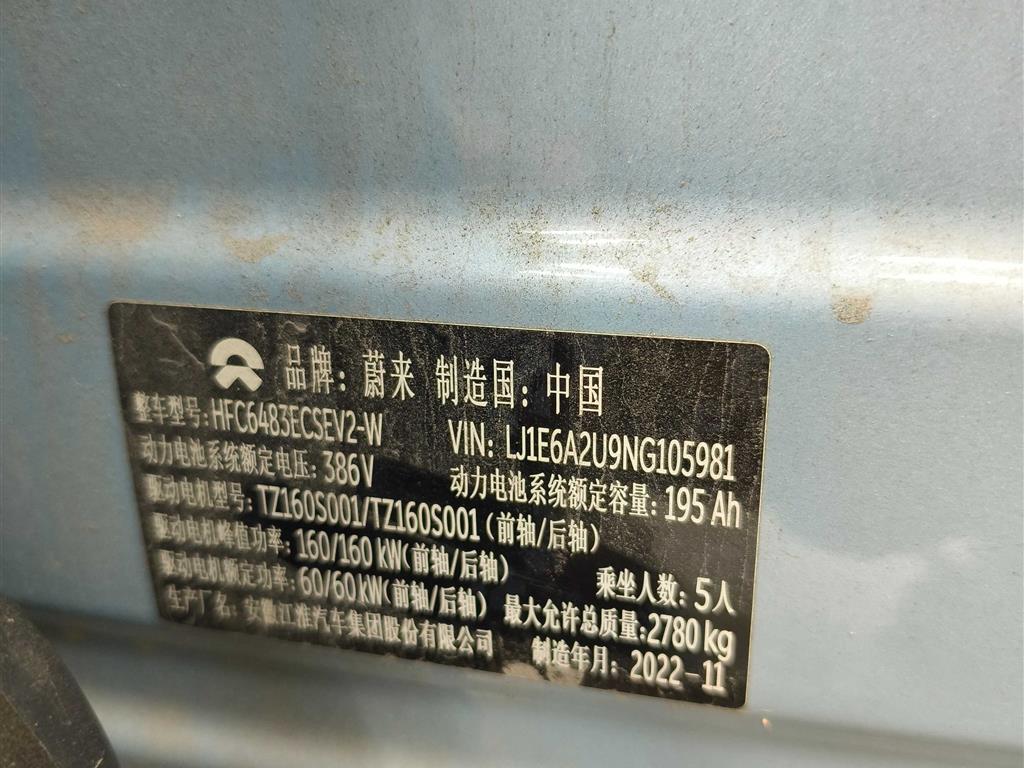 品牌：蔚来 制造国：中国
整车型号：HFC6483ECSEV2-W VIN：LJ1E6A2U9NG105981
动力电池系统额定电压：386V 动力电池系统额定容量：195 Ah
驱动电机型号：TZ160S001/TZ160S001（前轴/后轴）
驱动电机峰值功率：160/160 kW（前轴/后轴） 乘坐人数：5人
驱动电机额定功率：60/60kW（前轴/后轴） 最大允许总质量：2780kg
生产厂名：安徽江淮汽车集团股份有限公司 制造年月：2022-11